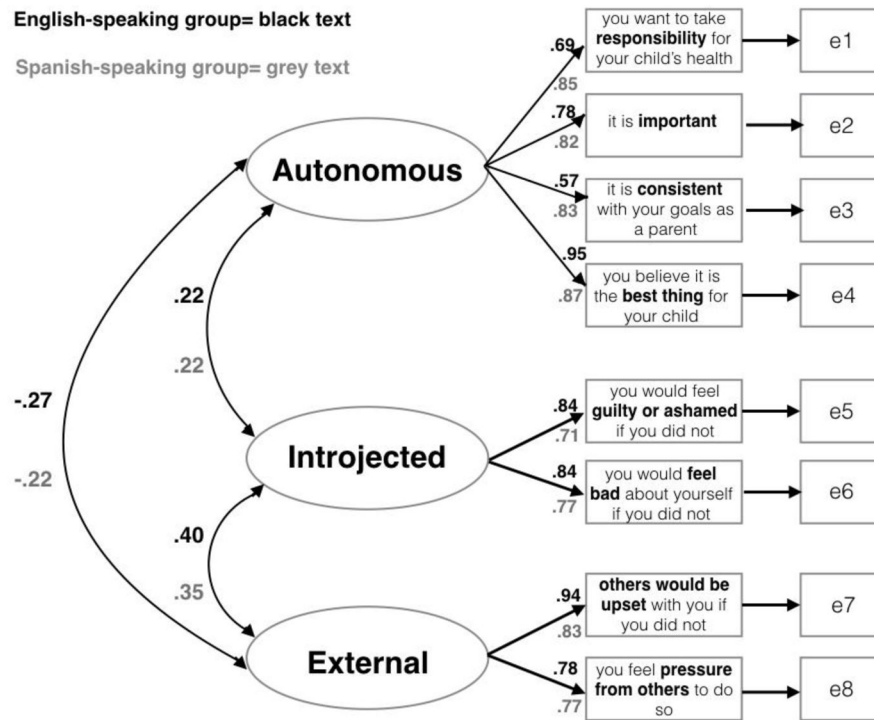 English-speaking group= black text
Spanish-speaking group= grey text
Autonomous
.69
.85
you want to take
responsibility for
your child's health
e1
.78
.82
it is important
e2
.57
.83
it is consistent
with your goals as
a parent
e3
.95
.87
you believe it is
the best thing for
your child
e4
.22
.22
-.27
-.22
Introjected
.84
.71
you would feel
guilty or ashamed
if you did not
e5
.84
.77
you would feel
bad about yourself
if you did not
e6
.40
.35
External
.94
.83
others would be
upset with you if
you did not
e7
.78
.77
you feel pressure
from others to do
so
e8